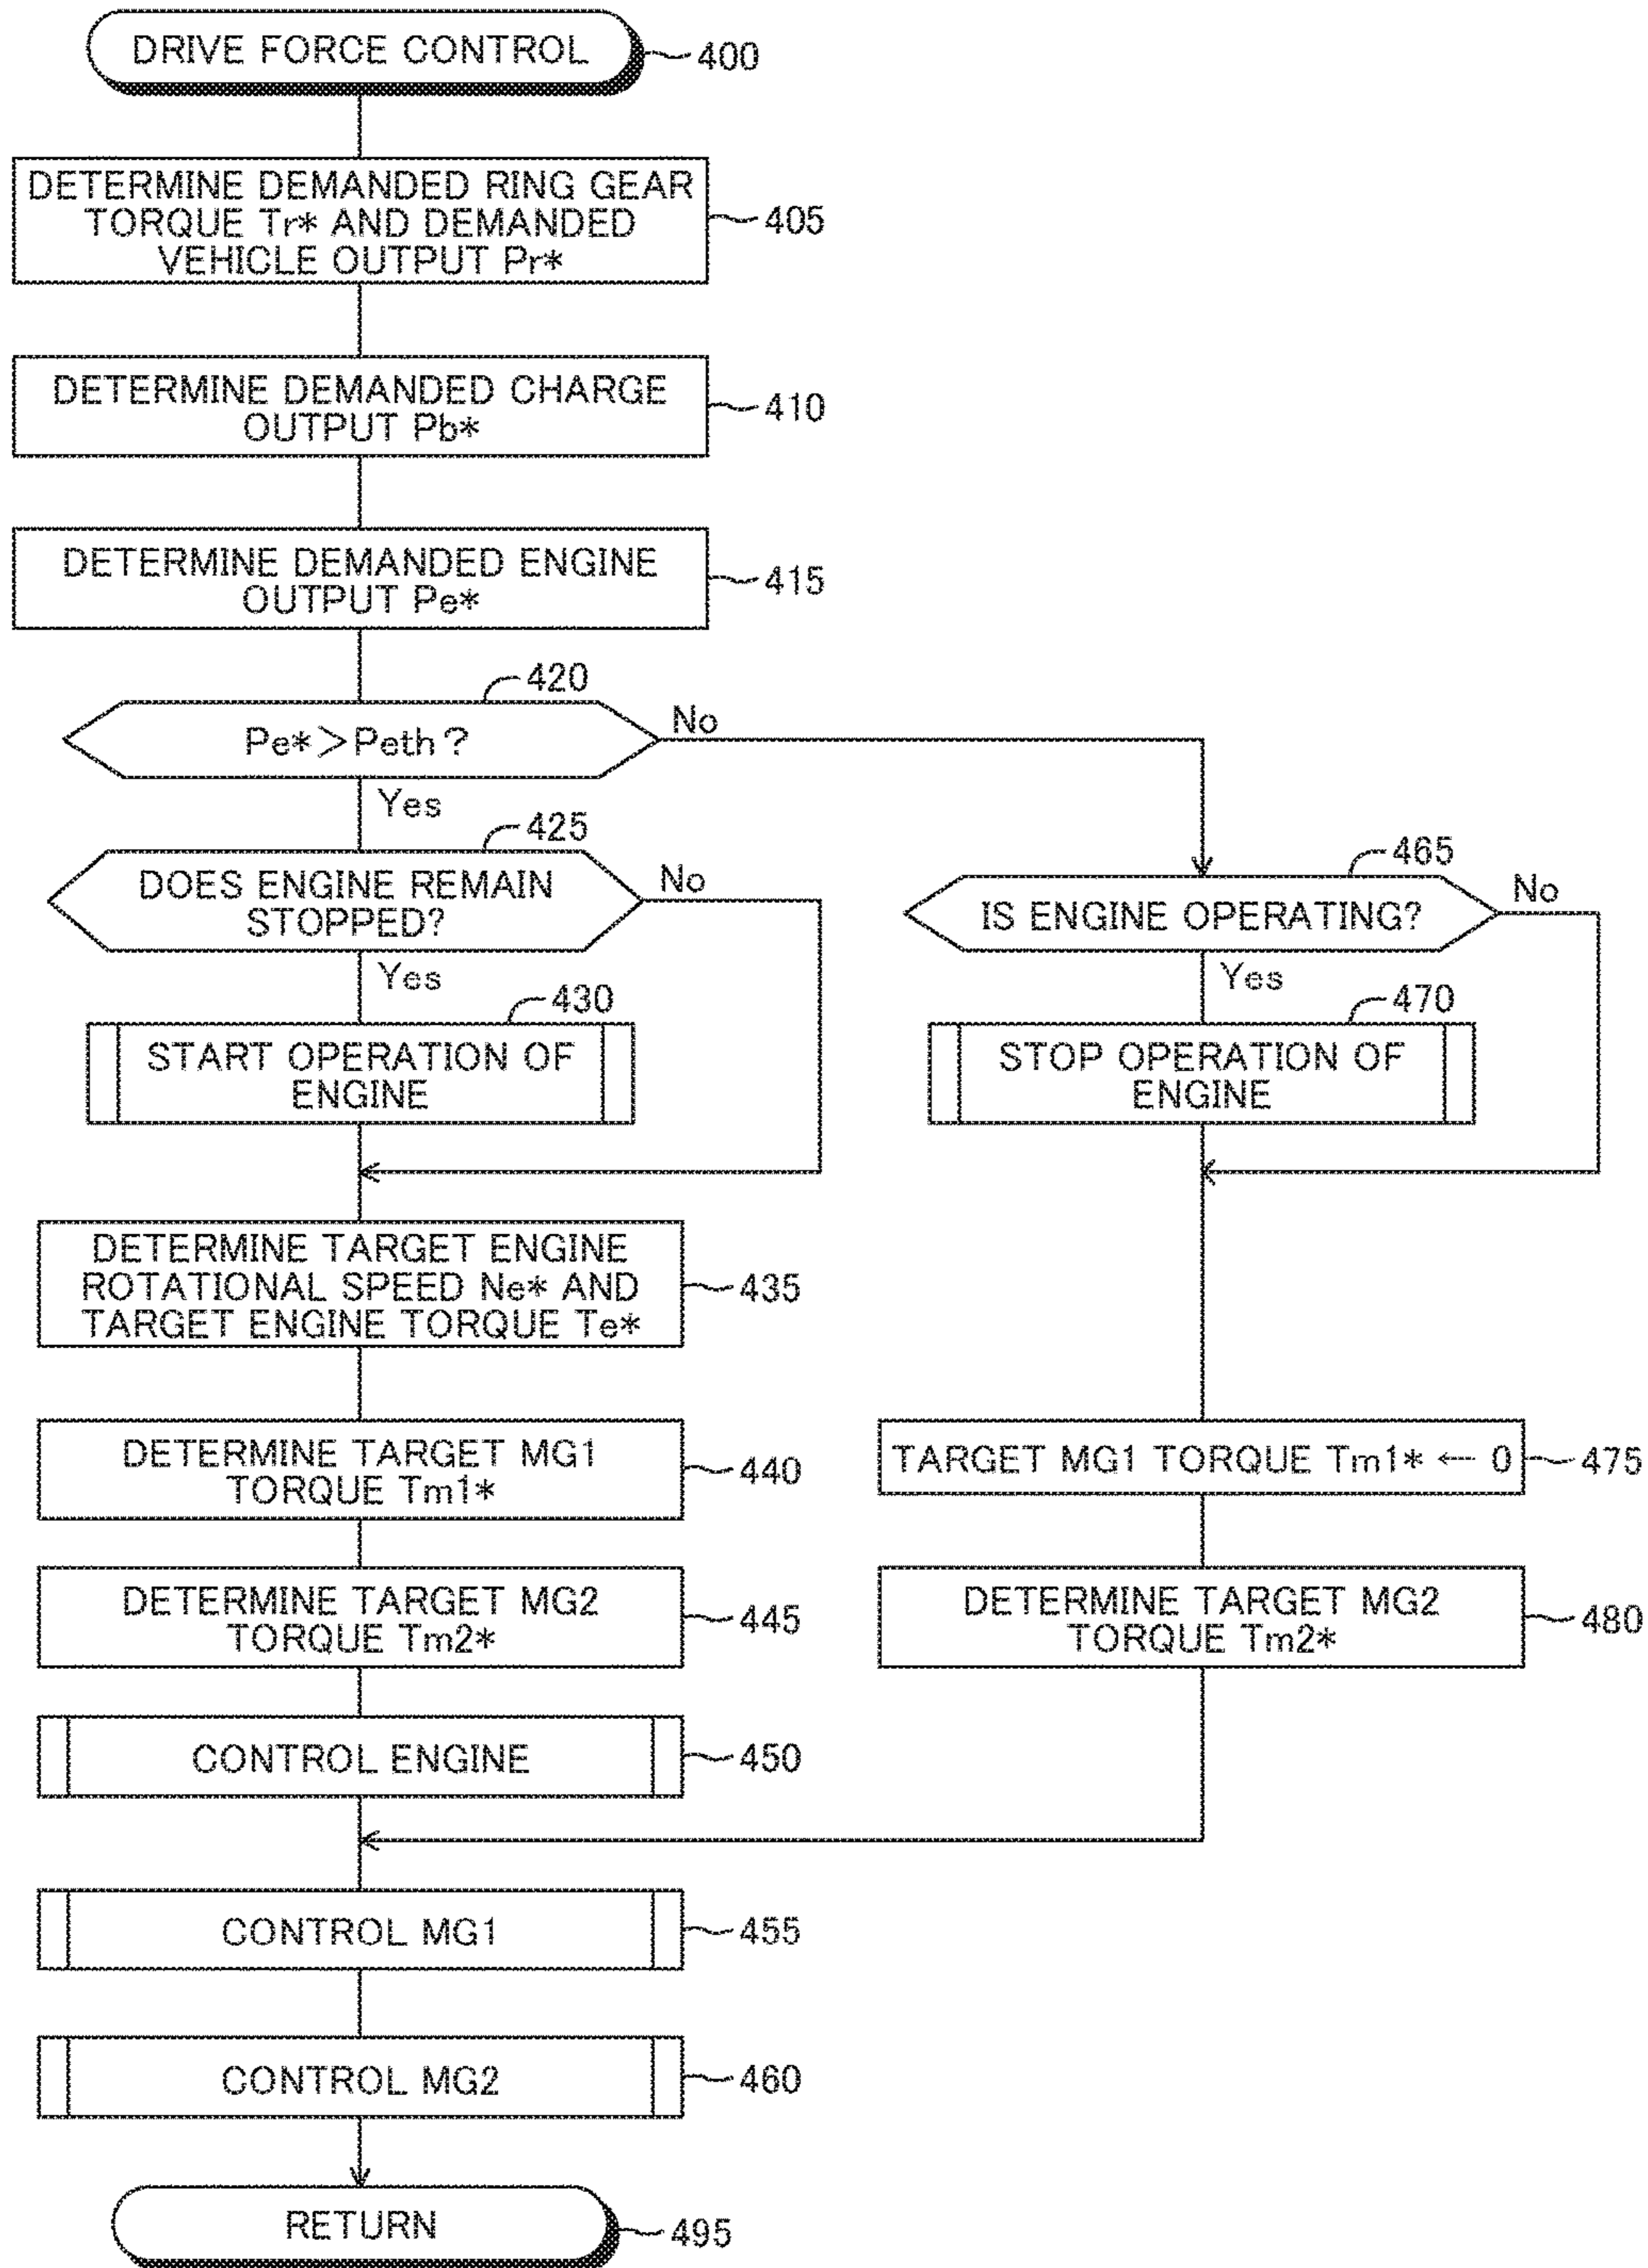 DRIVE FORCE CONTROL
400
DETERMINE DEMANDED RING GEAR
TORQUE Tr* AND DEMANDED
VEHICLE OUTPUT Pr*
405
DETERMINE DEMANDED CHARGE
OUTPUT Pb*
410
DETERMINE DEMANDED ENGINE
OUTPUT Pe*
415
420
Pe*>Peth?
No
Yes
425
DOES ENGINE REMAIN
STOPPED?
No
Yes
430
START OPERATION OF
ENGINE
465
IS ENGINE OPERATING?
No
Yes
470
STOP OPERATION OF
ENGINE
DETERMINE TARGET ENGINE
ROTATIONAL SPEED Ne* AND
TARGET ENGINE TORQUE Te*
435
DETERMINE TARGET MG1
TORQUE Tm1*
440
TARGET MG1 TORQUE Tm1* ← 0
475
DETERMINE TARGET MG2
TORQUE Tm2*
445
DETERMINE TARGET MG2
TORQUE Tm2*
480
CONTROL ENGINE
450
CONTROL MG1
455
CONTROL MG2
460
RETURN
495